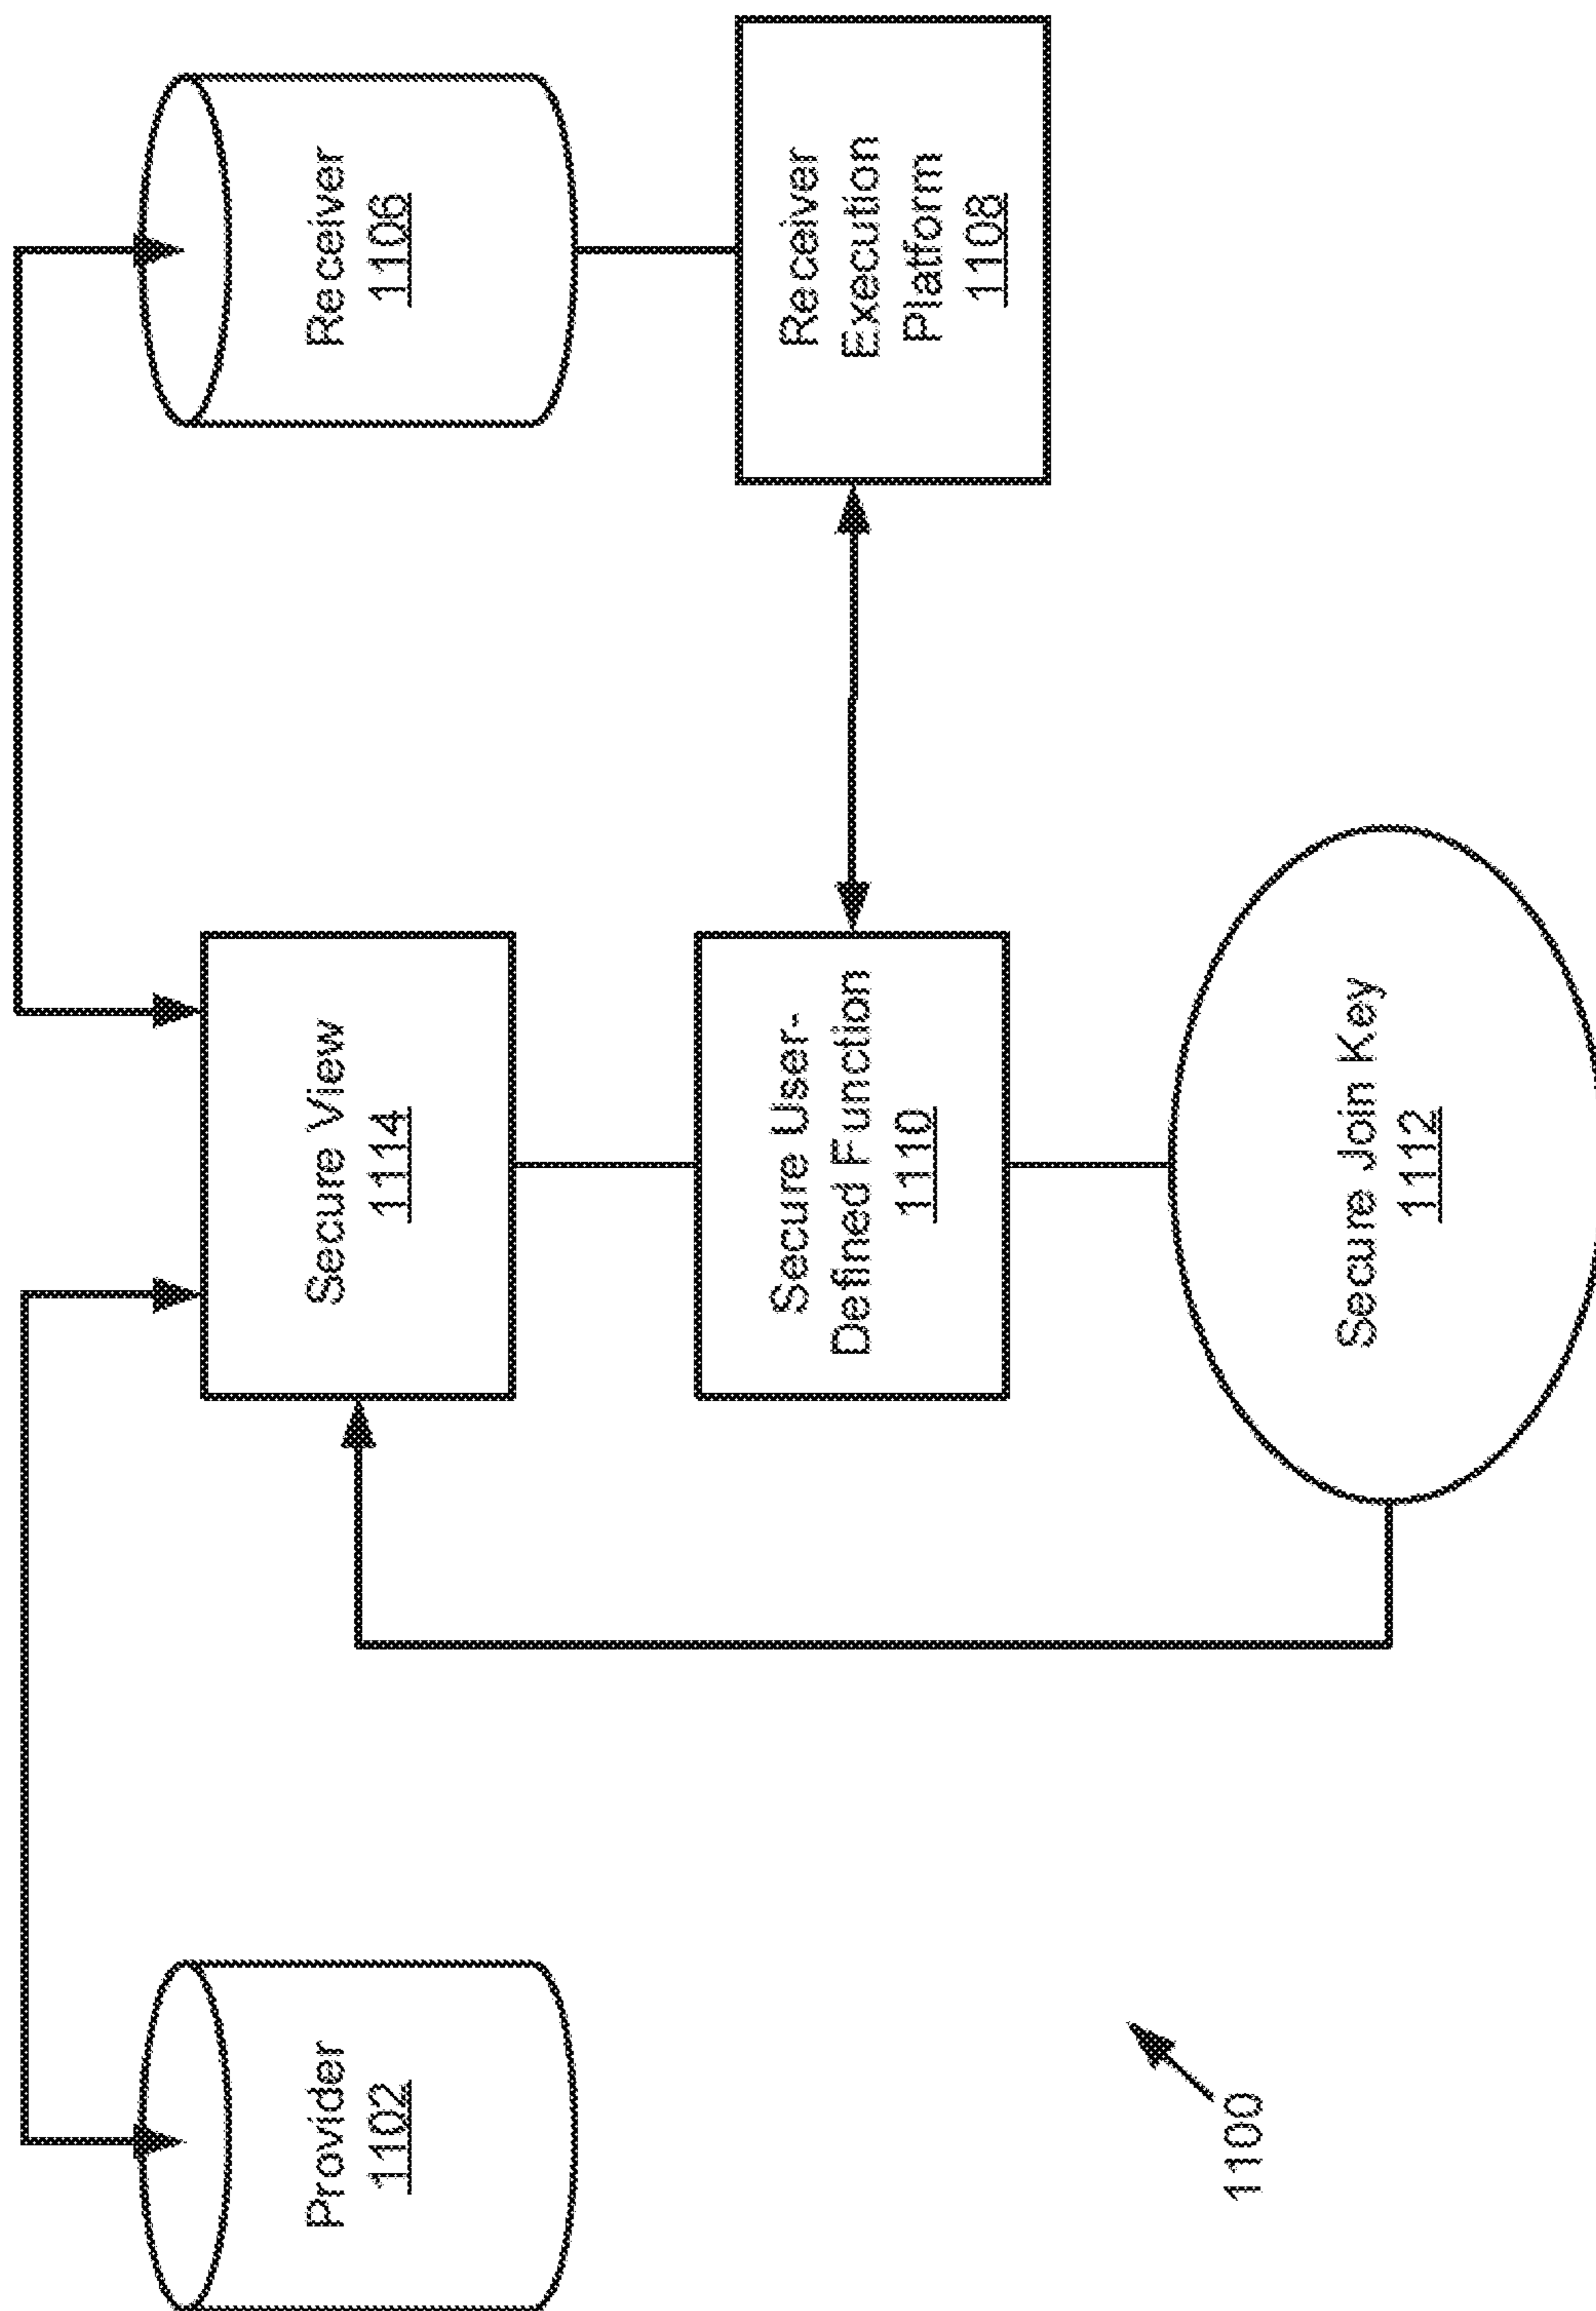 Provider
1102
Secure View
1114
Receiver
1106
Secure User-
Defined Function
1110
Receiver
Execution
Platform
1108
Secure Join Key
1112
1100